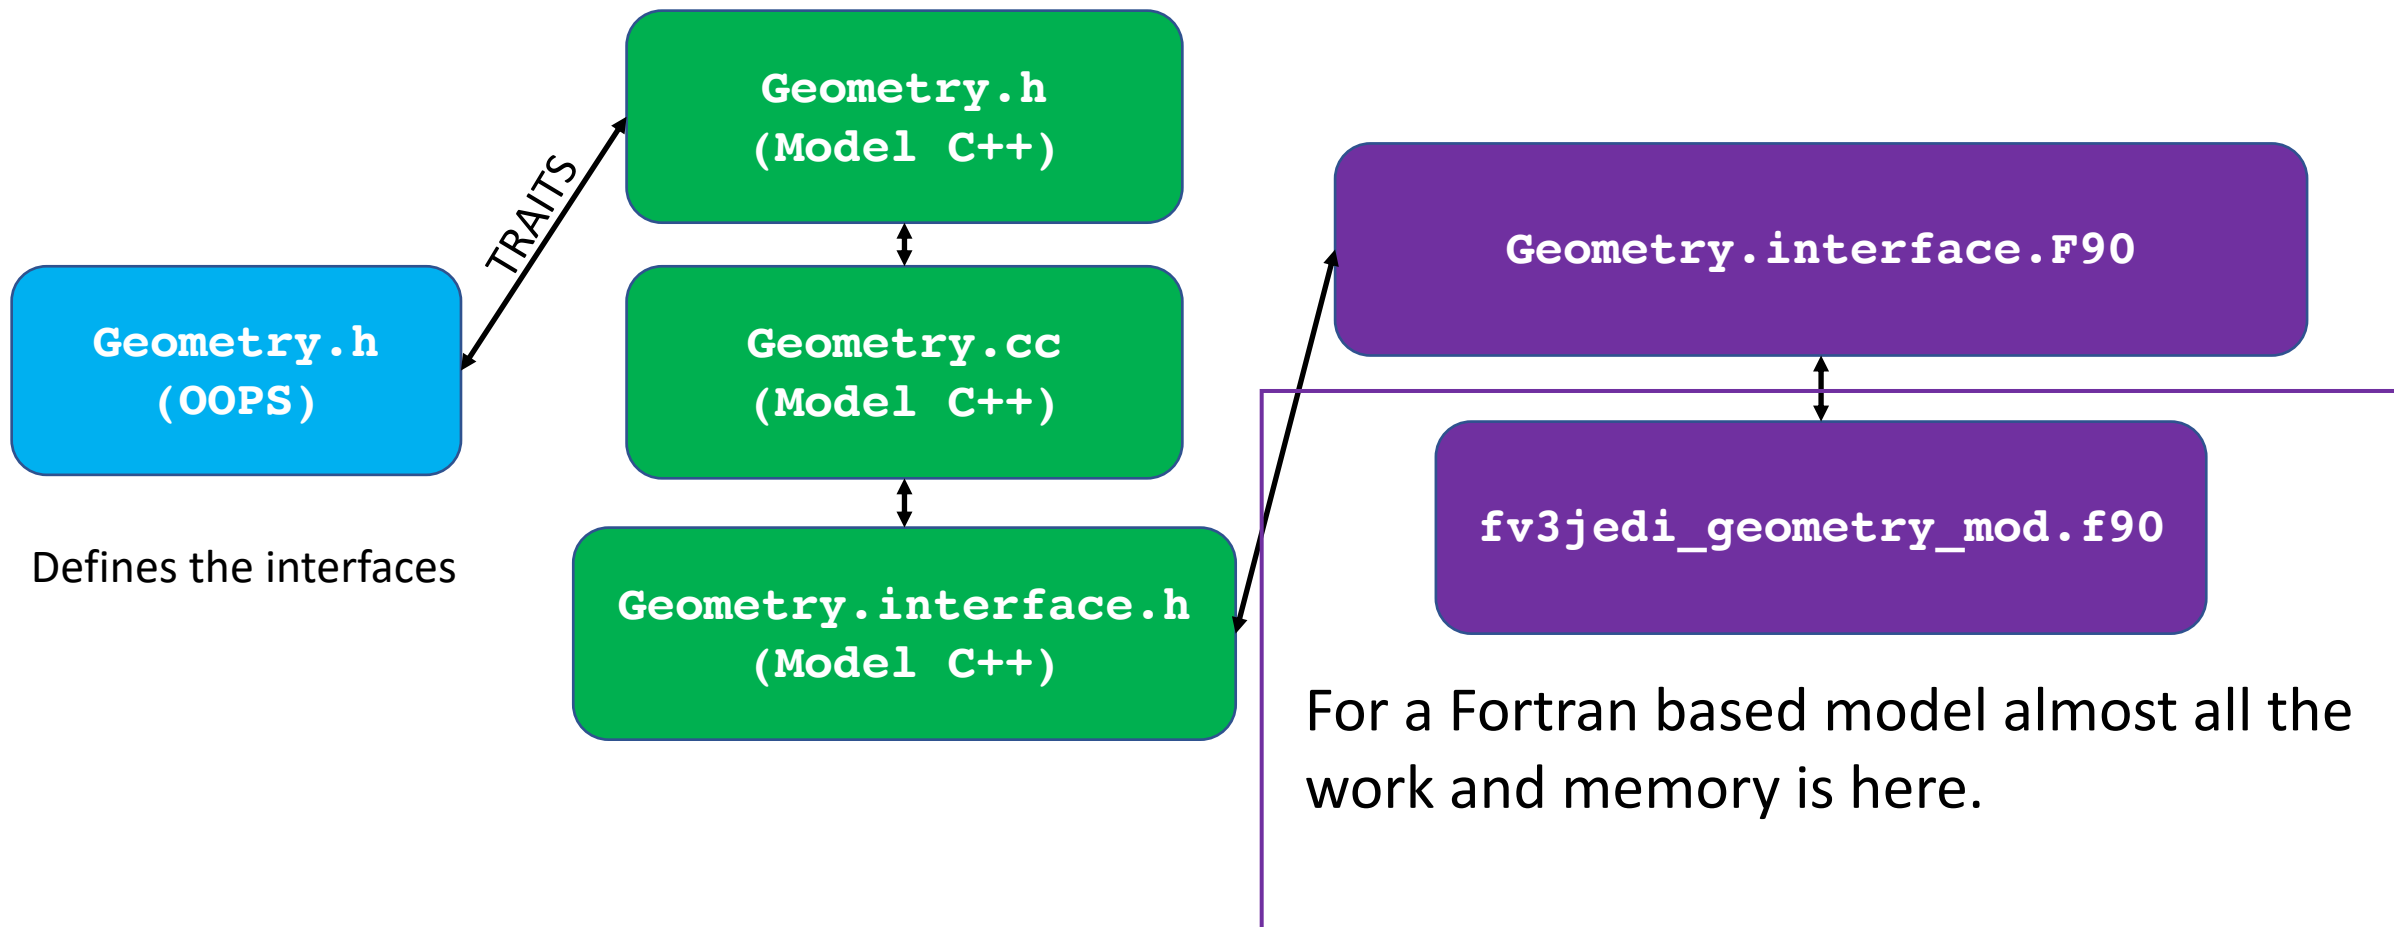 Geometry.h
(Model C++)
TRAITS
Geometry.h
(OOPS)
Defines the interfaces
Geometry.cc
(Model C++)
Geometry.interface.h
(Model C++)
Geometry.interface.F90
fv3jedi_geometry_mod.f90
For a Fortran based model almost all the
work and memory is here.